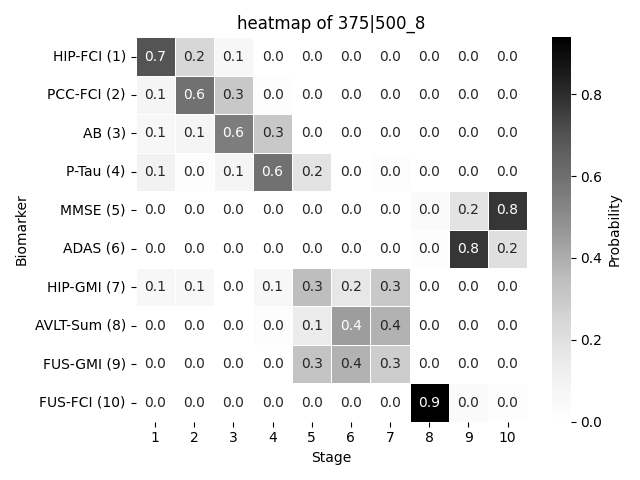 heatmap of 375|500_8
HIP-FCI (1) 0.7 0.2 0.1 0.0 0.0 0.0 0.0 0.0 0.0 0.0
PCC-FCI (2) 0.1 0.6 0.3 0.0 0.0 0.0 0.0 0.0 0.0 0.0
AB (3) 0.1 0.1 0.6 0.3 0.0 0.0 0.0 0.0 0.0 0.0
P-Tau (4) 0.1 0.0 0.1 0.6 0.2 0.0 0.0 0.0 0.0 0.0
MMSE (5) 0.0 0.0 0.0 0.0 0.0 0.0 0.0 0.0 0.2 0.8
ADAS (6) 0.0 0.0 0.0 0.0 0.0 0.0 0.0 0.0 0.8 0.2
HIP-GMI (7) 0.1 0.1 0.0 0.1 0.3 0.2 0.3 0.0 0.0 0.0
AVLT-Sum (8) 0.0 0.0 0.0 0.0 0.1 0.4 0.4 0.0 0.0 0.0
FUS-GMI (9) 0.0 0.0 0.0 0.0 0.3 0.4 0.3 0.0 0.0 0.0
FUS-FCI (10) 0.0 0.0 0.0 0.0 0.0 0.0 0.0 0.9 0.0 0.0
1 2 3 4 5 6 7 8 9 10
Stage
Biomarker
0.8
0.6
0.4
0.2
0.0
Probability